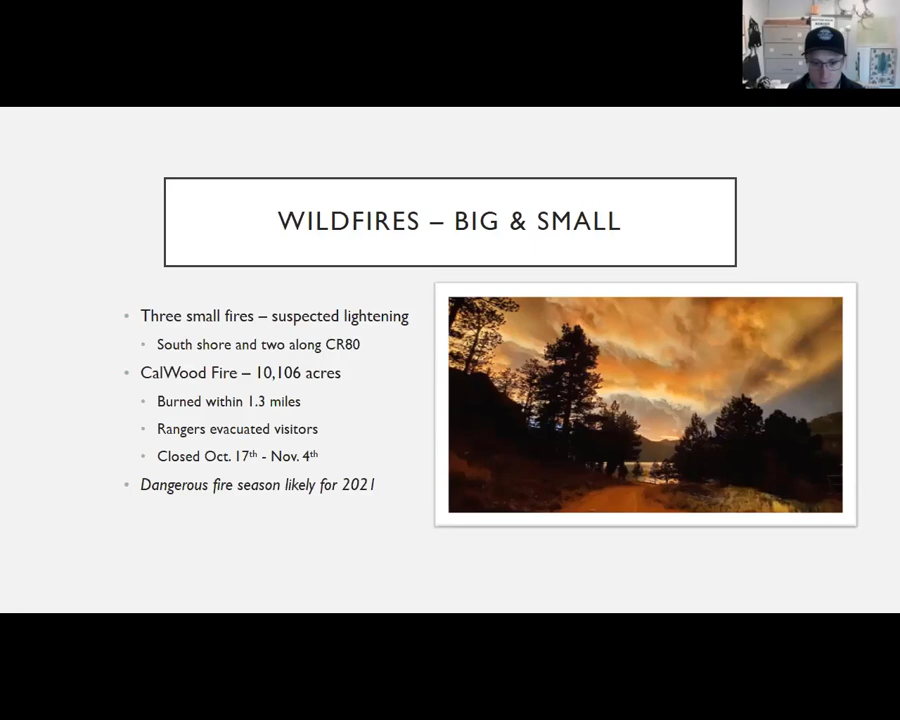 WILDFIRES – BIG & SMALL
Three small fires – suspected lightening
South shore and two along CR80
CalWood Fire – 10,106 acres
Burned within 1.3 miles
Rangers evacuated visitors
Closed Oct. 17th - Nov. 4th
Dangerous fire season likely for 2021